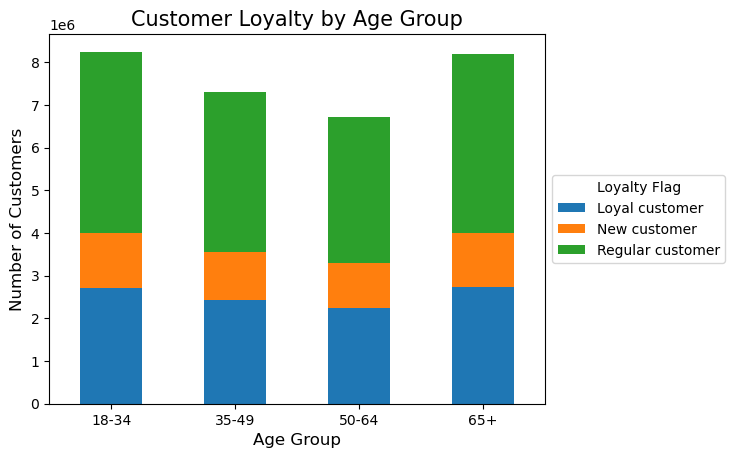 Customer Loyalty by Age Group
1e6
8
7
6
5
4
3
2
1
0
Number of Customers
18-34 35-49 50-64 65+
Age Group
Loyalty Flag
Loyal customer
New customer
Regular customer